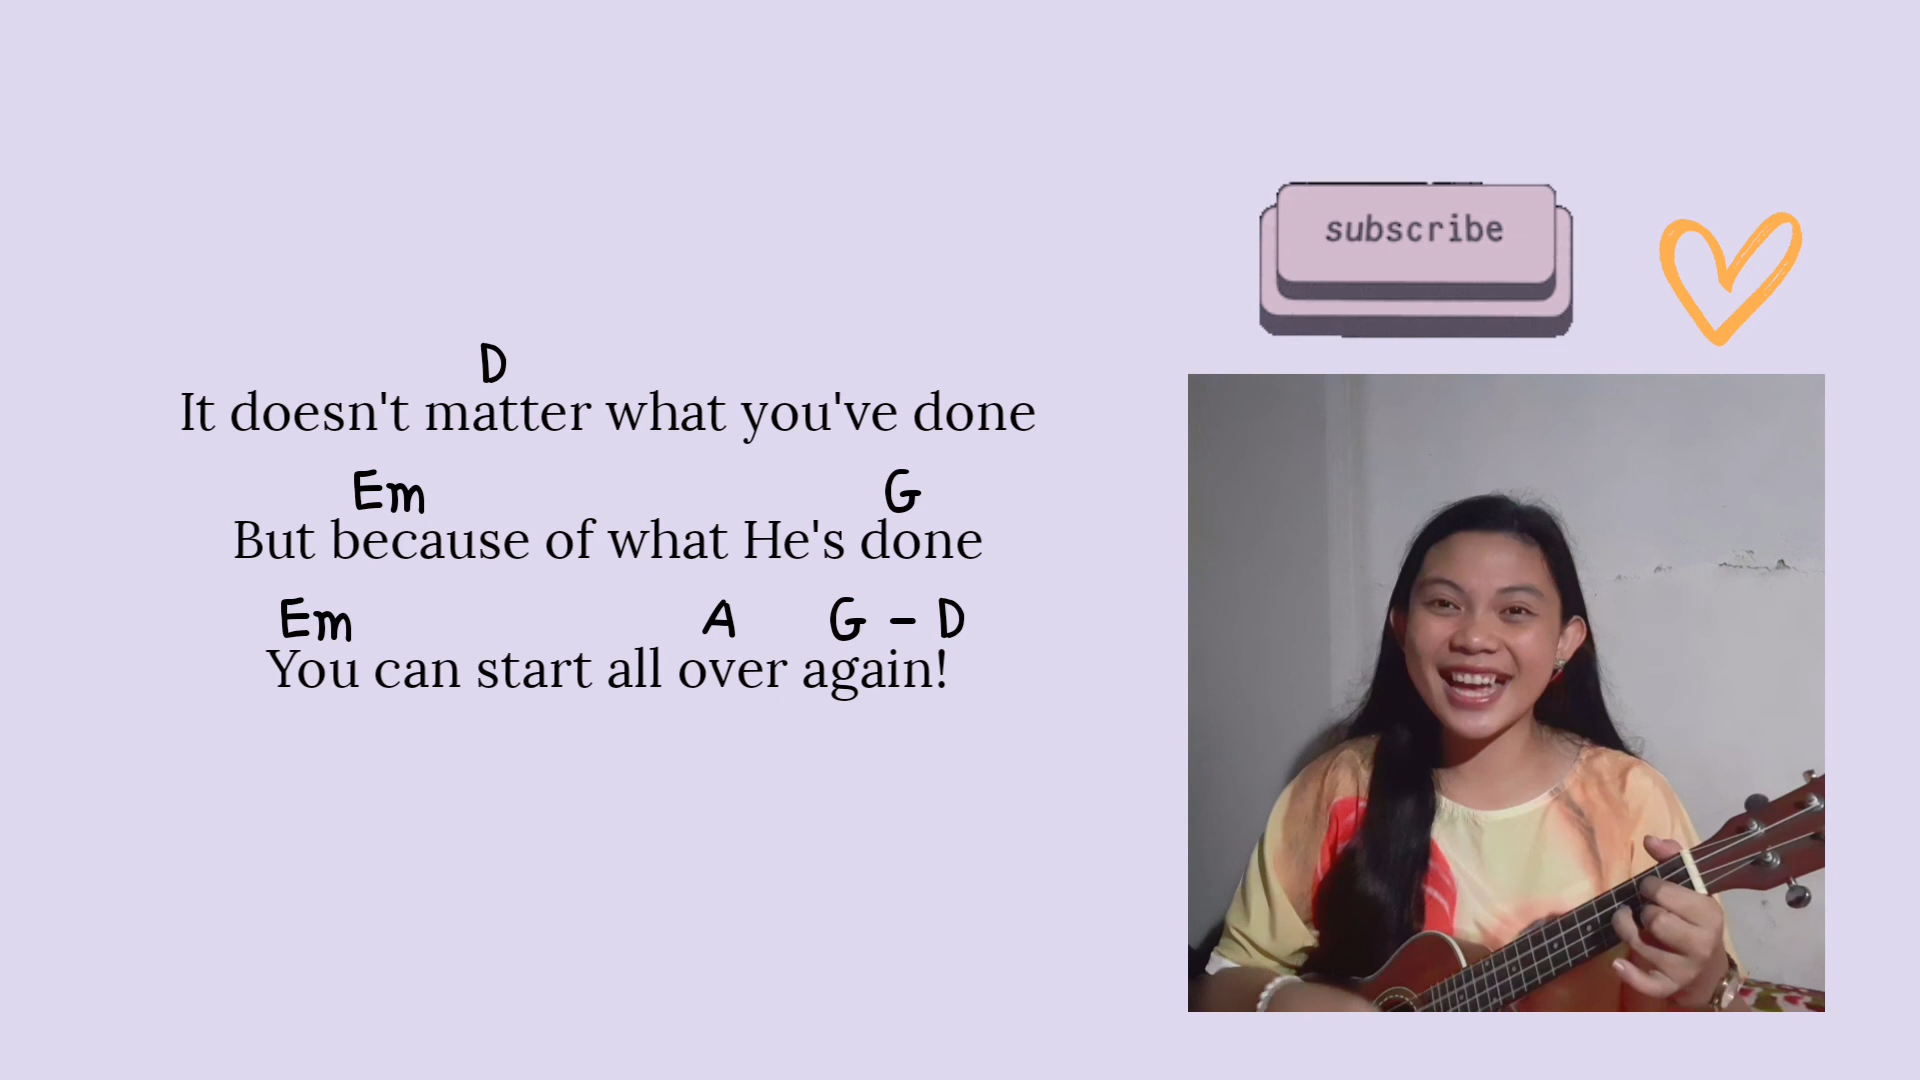 D
It doesn't matter what you've done
Em G
But because of what He's done
Em A G – D
You can start all over again!
subscribe